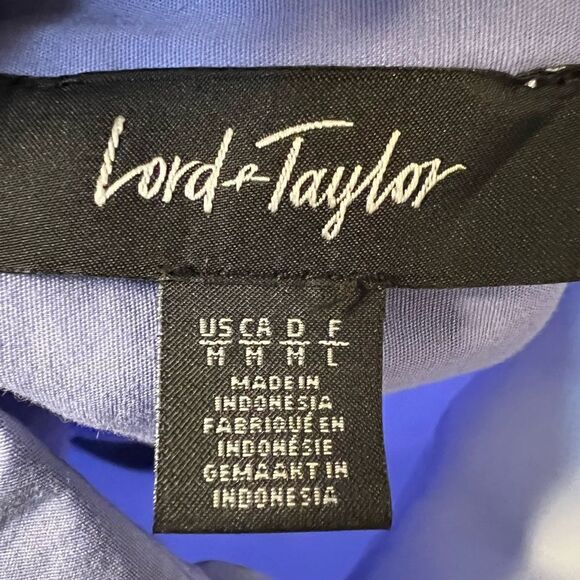 Lord & Taylor
US CA D F
M M M L
MADE IN
INDONESIA
FABRIQUÉ EN
INDONÉSIE
GEMAAKT IN
INDONESIA